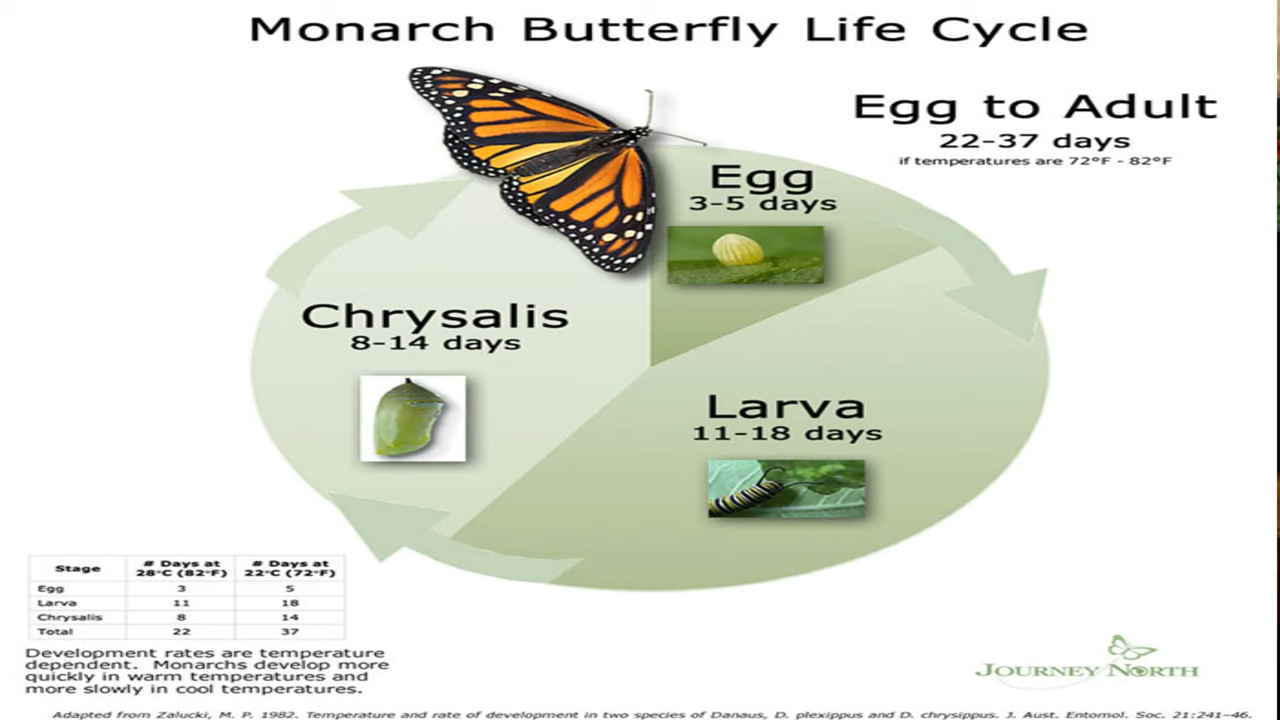 Monarch Butterfly Life Cycle
Egg to Adult
22-37 days
if temperatures are 72°F - 82°F
Egg
3-5 days
Chrysalis
8-14 days
Larva
11-18 days
Stage # Days at 28°C (82°F) # Days at 22°C (72°F)
Egg 3 5
Larva 11 18
Chrysalis 8 14
Total 22 37
Development rates are temperature
dependent. Monarchs develop more
quickly in warm temperatures and
more slowly in cool temperatures.
JOURNEY NORTH
Adapted from Zalucki, M. P. 1982. Temperature and rate of development in two species of Danaus, D. plexippus and D. chrysippus. J. Aust. Entomol. Soc. 21:241–46.